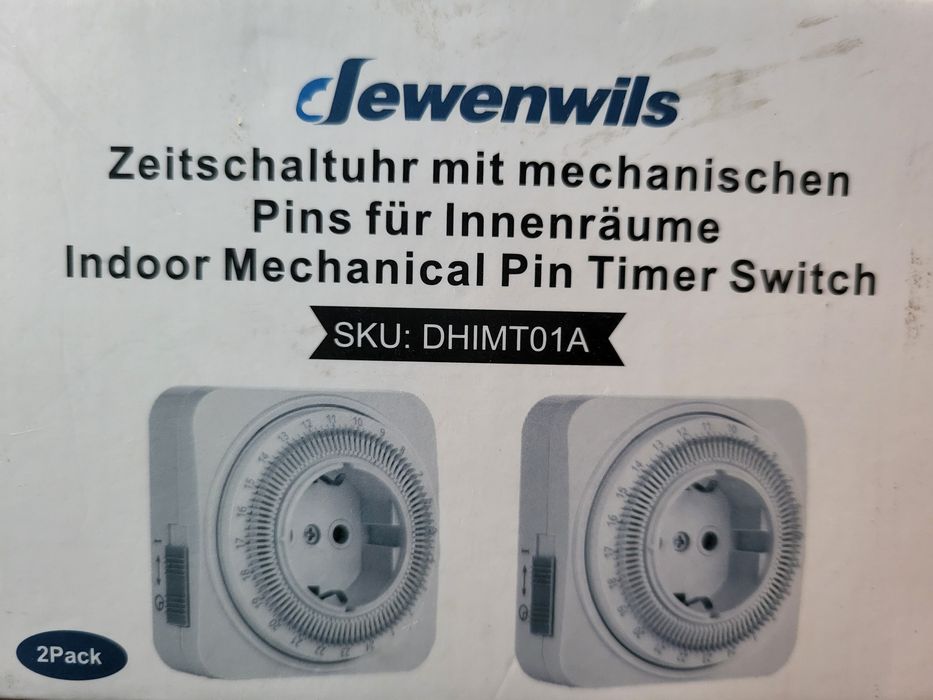 Dewenwils
Zeitschaltuhr mit mechanischen
Pins für Innenräume
Indoor Mechanical Pin Timer Switch
SKU: DHIMT01A
2Pack